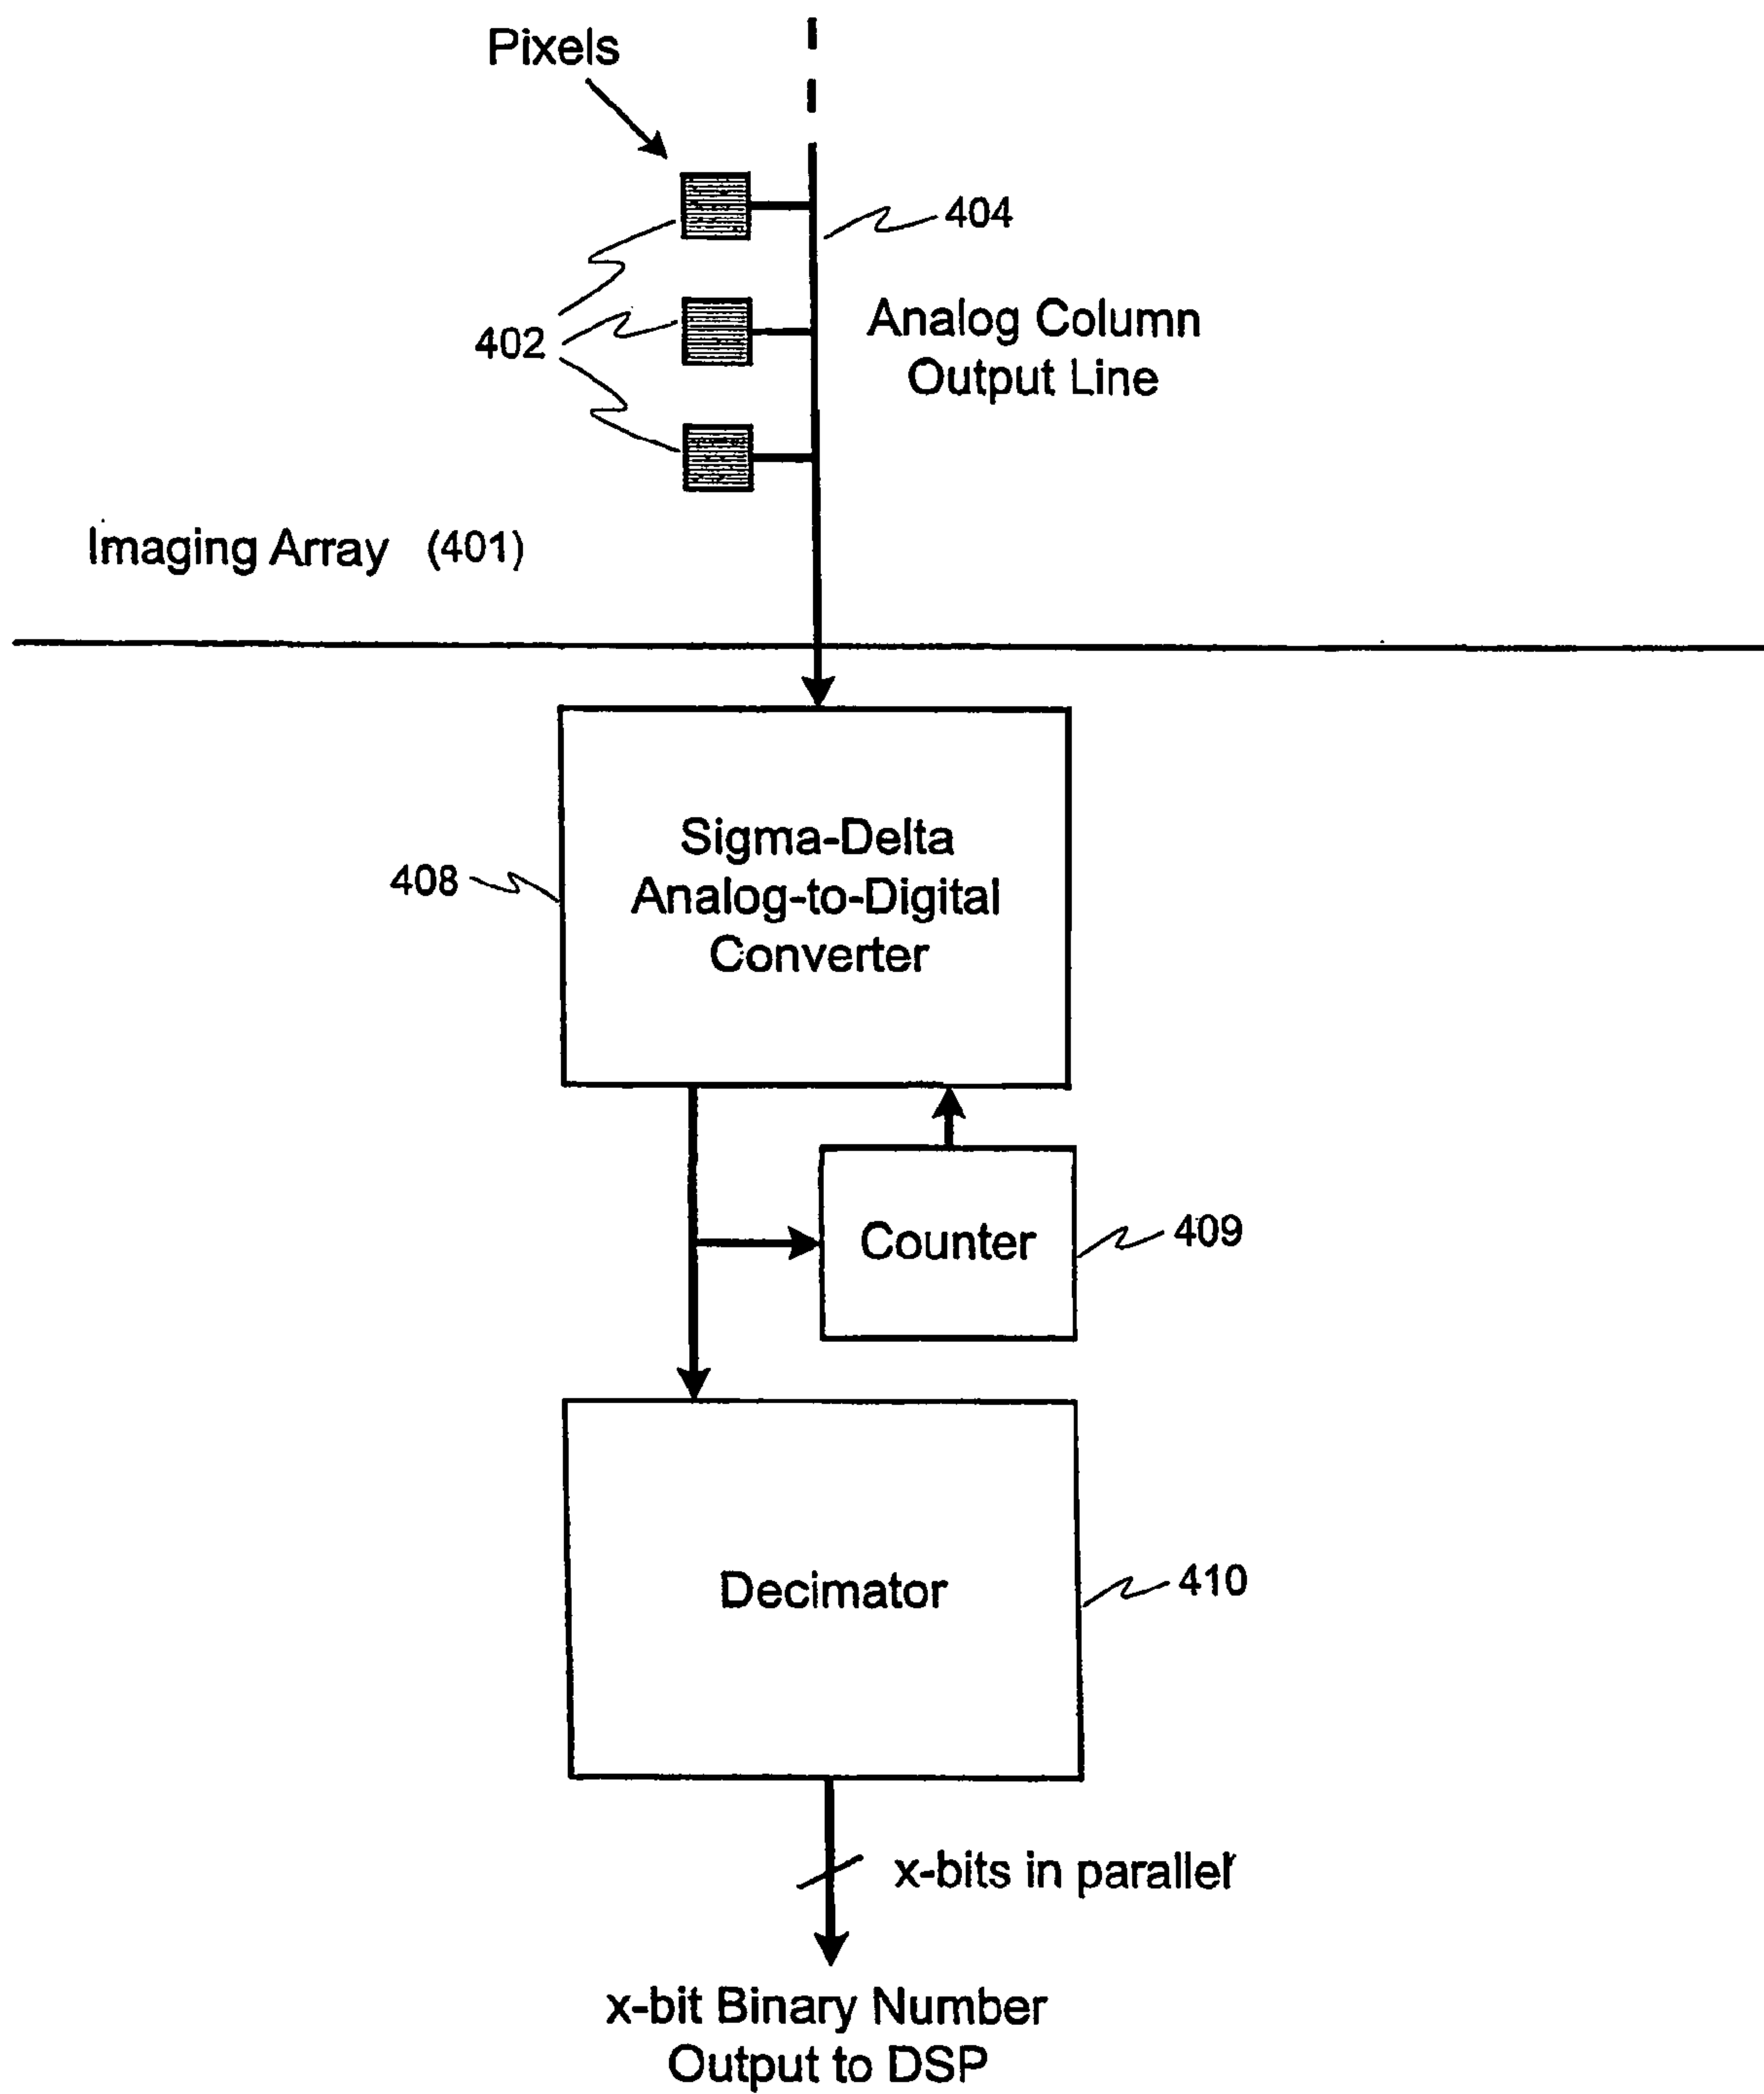 Pixels
404
Analog Column
Output Line
402
Imaging Array (401)
Sigma-Delta
Analog-to-Digital
Converter
408
Counter
409
Decimator
410
x-bits in parallel
x-bit Binary Number
Output to DSP